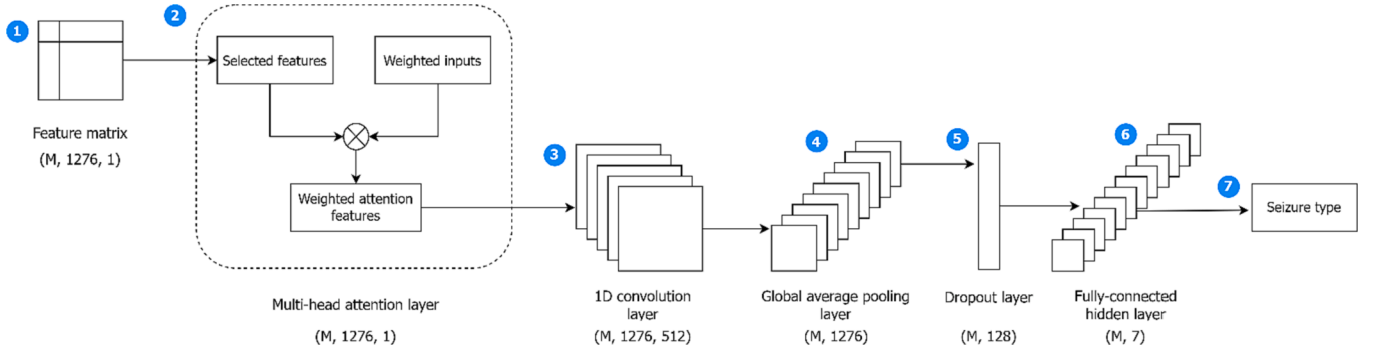 1
Feature matrix
(M, 1276, 1)
2
Selected features
Weighted inputs
Weighted attention
features
Multi-head attention layer
(M, 1276, 1)
3
1D convolution
layer
(M, 1276, 512)
4
Global average pooling
layer
(M, 1276)
5
Dropout layer
(M, 128)
6
Fully-connected
hidden layer
(M, 7)
7
Seizure type